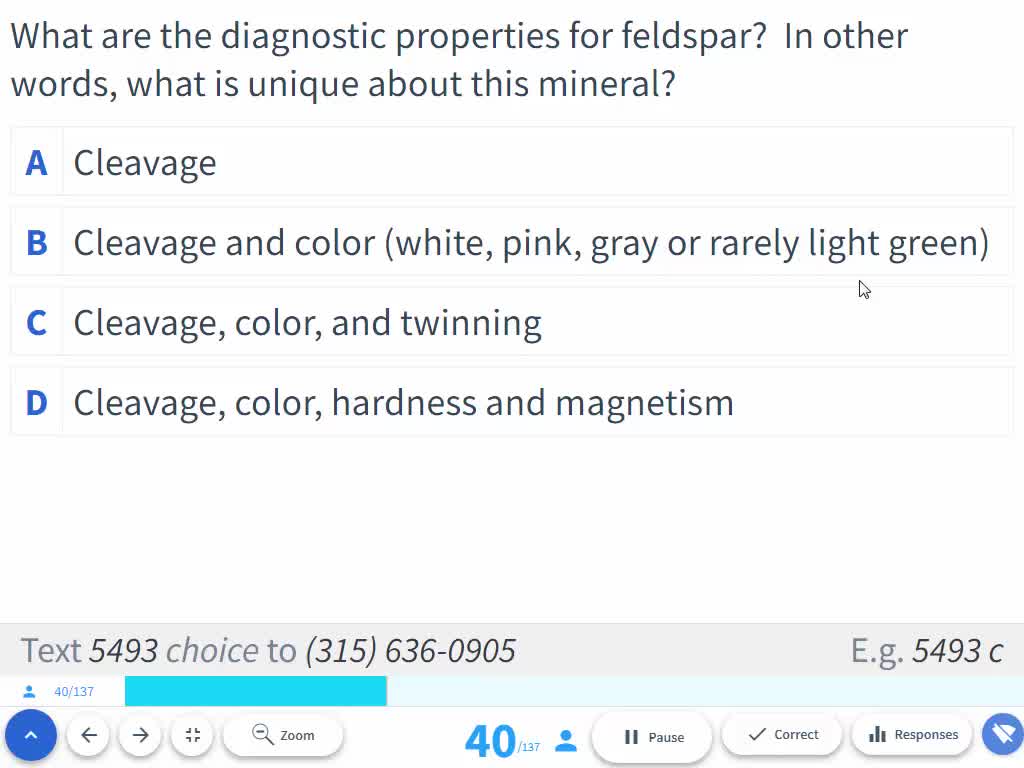 What are the diagnostic properties for feldspar?  In other
words, what is unique about this mineral?
A Cleavage
B Cleavage and color (white, pink, gray or rarely light green)
C Cleavage, color, and twinning
D Cleavage, color, hardness and magnetism
Text 5493 choice to (315) 636-0905 E.g. 5493 c
40/137
Zoom 40/137 Pause Correct Responses